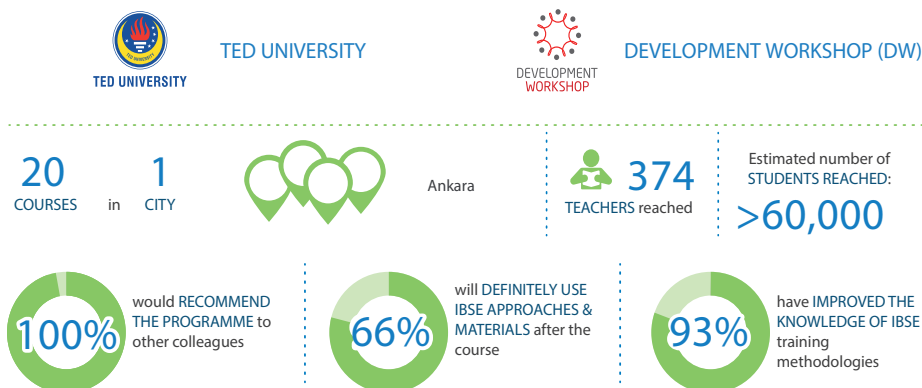 TED UNIVERSITY
TED UNIVERSITY
TED UNIVERSITY
DEVELOPMENT
WORKSHOP
DEVELOPMENT WORKSHOP (DW)
20
COURSES
in
1
CITY
Ankara
374
TEACHERS reached
Estimated number of
STUDENTS REACHED:
>60,000
100%
would RECOMMEND
THE PROGRAMME to
other colleagues
66%
will DEFINITELY USE
IBSE APPROACHES &
MATERIALS after the
course
93%
have IMPROVED THE
KNOWLEDGE OF IBSE
training
methodologies